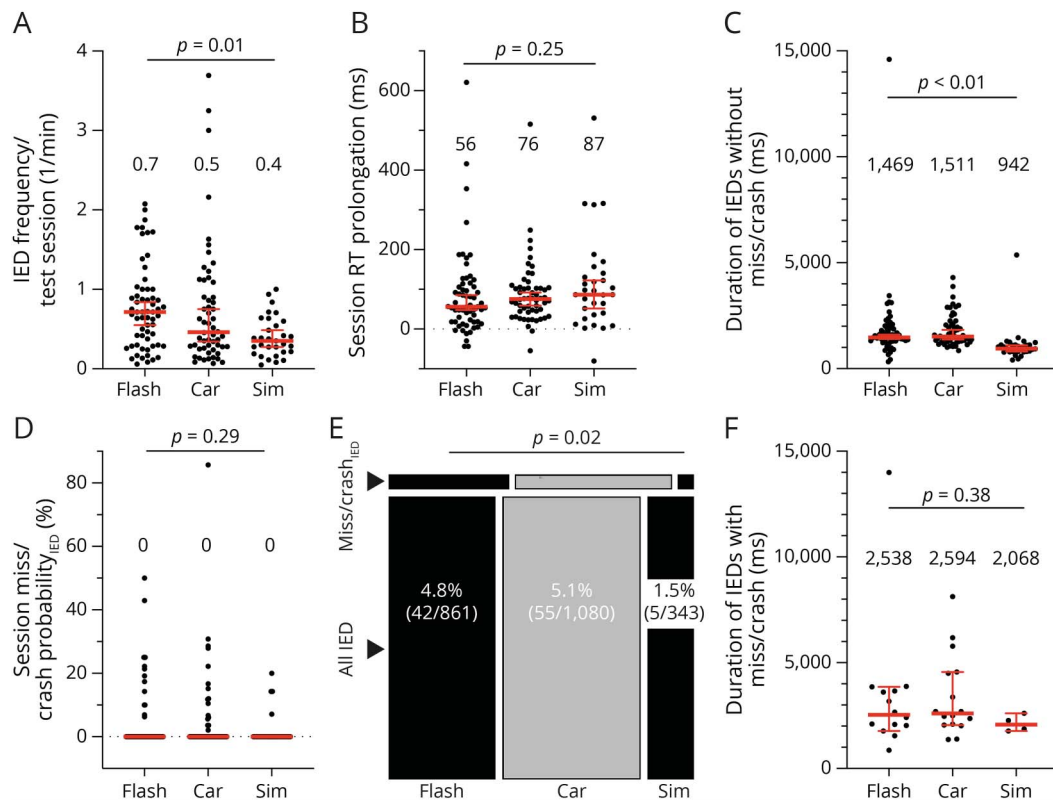 A
IED frequency/
test session (1/min)
4
3
2
1
0
p = 0.01
0.7 0.5 0.4
Flash Car Sim
B
Session RT prolongation (ms)
600
400
200
0
p = 0.25
56 76 87
Flash Car Sim
C
Duration of IEDs without
miss/crash (ms)
15,000
10,000
5,000
0
p < 0.01
1,469 1,511 942
Flash Car Sim
D
Session miss/
crash probabilityIED (%)
80
60
40
20
0
p = 0.29
0 0 0
Flash Car Sim
E
p = 0.02
Miss/crashIED
All IED
4.8%
(42/861)
5.1%
(55/1,080)
1.5%
(5/343)
Flash Car Sim
F
Duration of IEDs with
miss/crash (ms)
15,000
10,000
5,000
0
p = 0.38
2,538 2,594 2,068
Flash Car Sim